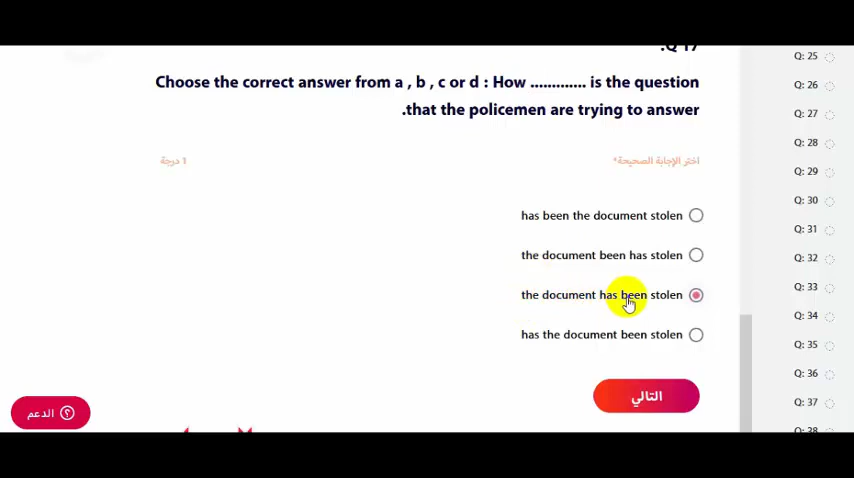 .Q 17
Choose the correct answer from a , b , c or d : How ............. is the question
.that the policemen are trying to answer
اختر الإجابة الصحيحة*
1 درجة
has been the document stolen
the document been has stolen
the document has been stolen
has the document been stolen
التالي
الدعم
Q: 25
Q: 26
Q: 27
Q: 28
Q: 29
Q: 30
Q: 31
Q: 32
Q: 33
Q: 34
Q: 35
Q: 36
Q: 37
Q: 38